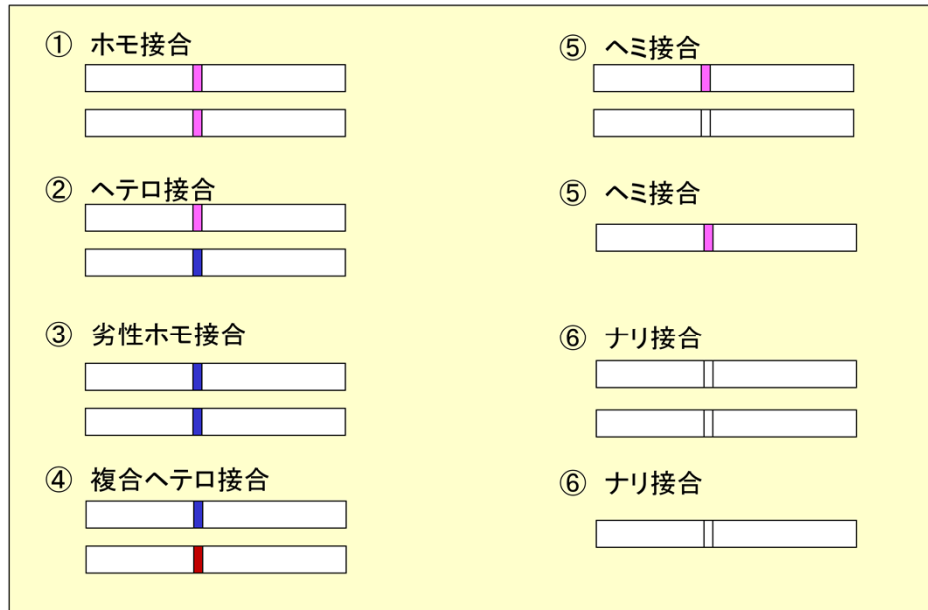 ① ホモ接合
② ヘテロ接合
③ 劣性ホモ接合
④ 複合ヘテロ接合
⑤ ヘミ接合
⑤ ヘミ接合
⑥ ナリ接合
⑥ ナリ接合